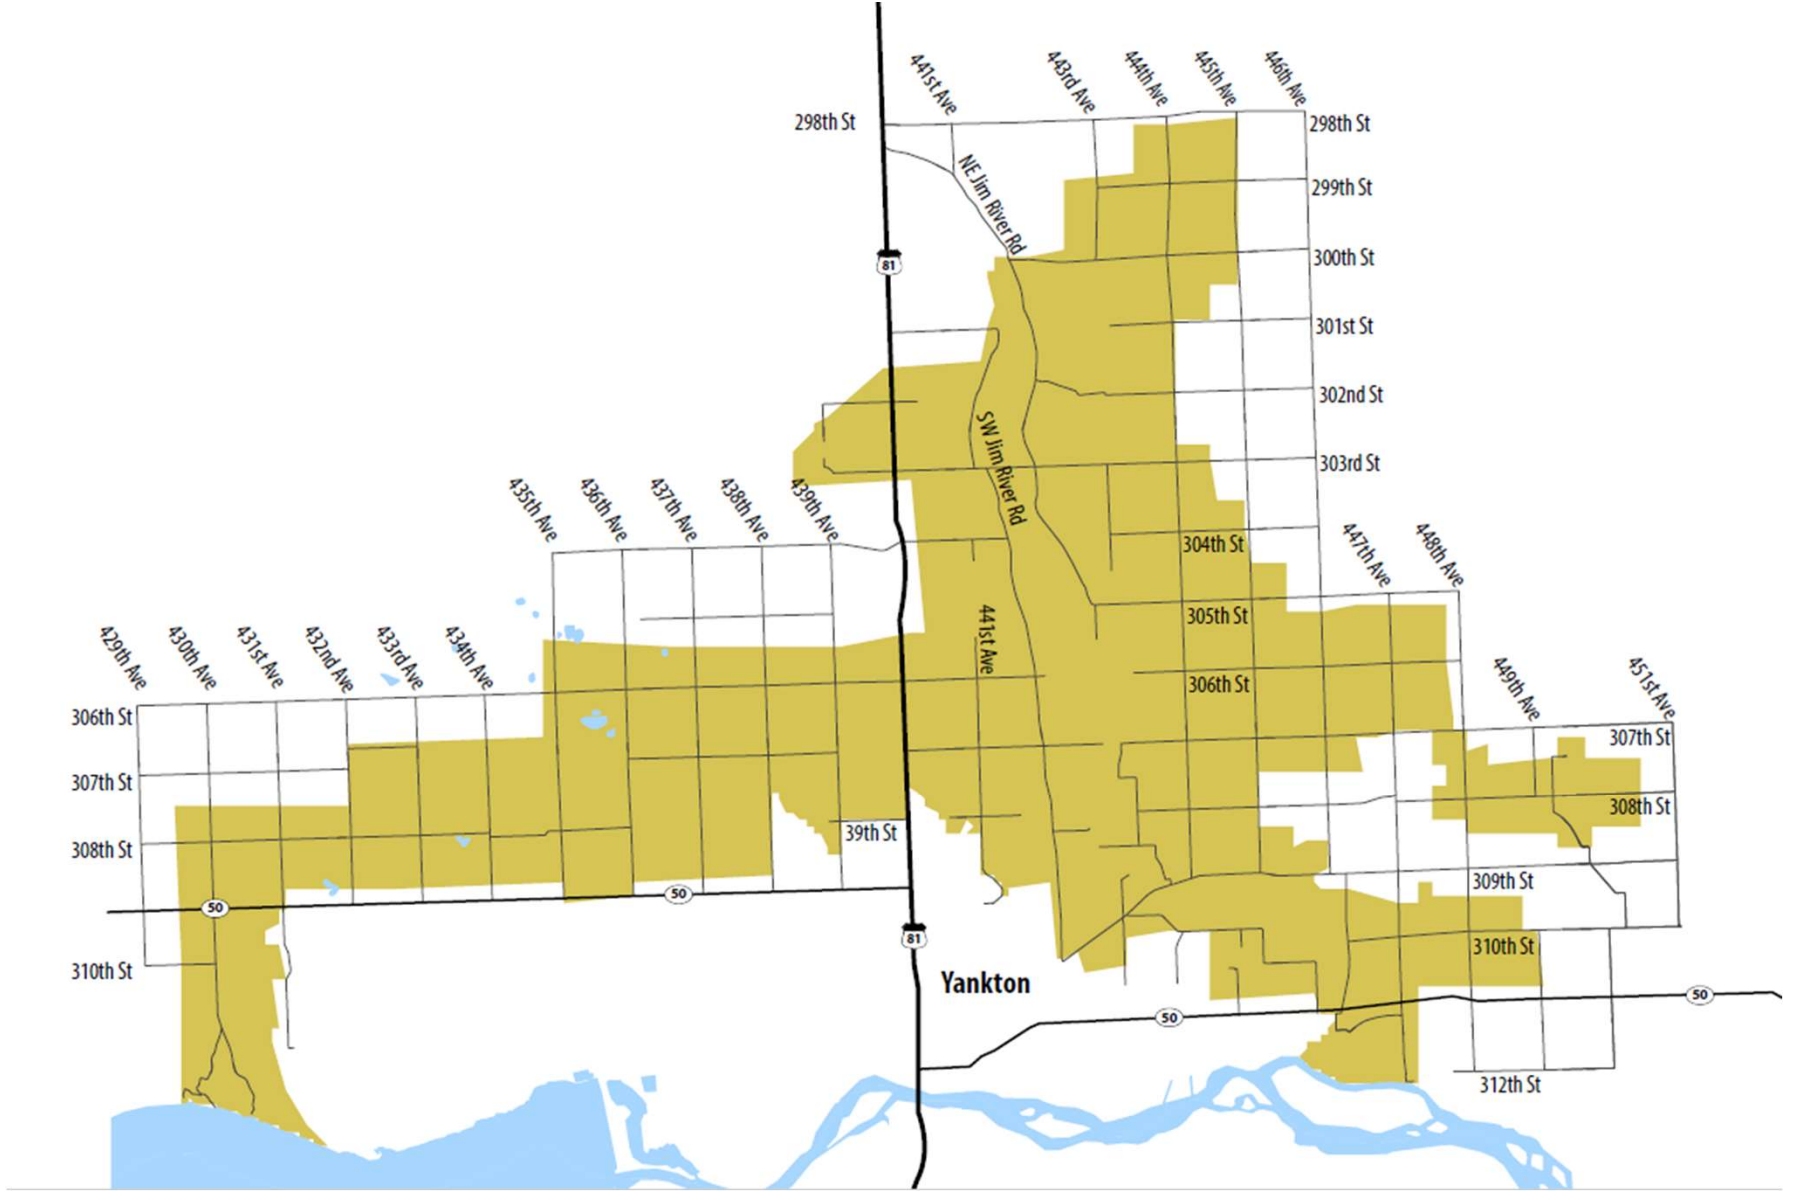 441st Ave
443rd Ave
444th Ave
445th Ave
446th Ave
298th St
298th St
NE Jim River Rd
299th St
300th St
81
301st St
302nd St
SW Jim River Rd
303rd St
435th Ave
436th Ave
437th Ave
438th Ave
439th Ave
304th St
447th Ave
448th Ave
305th St
441st Ave
429th Ave
430th Ave
431st Ave
432nd Ave
433rd Ave
434th Ave
306th St
449th Ave
451st Ave
306th St
307th St
307th St
308th St
39th St
308th St
309th St
50
50
81
310th St
310th St
Yankton
50
50
312th St